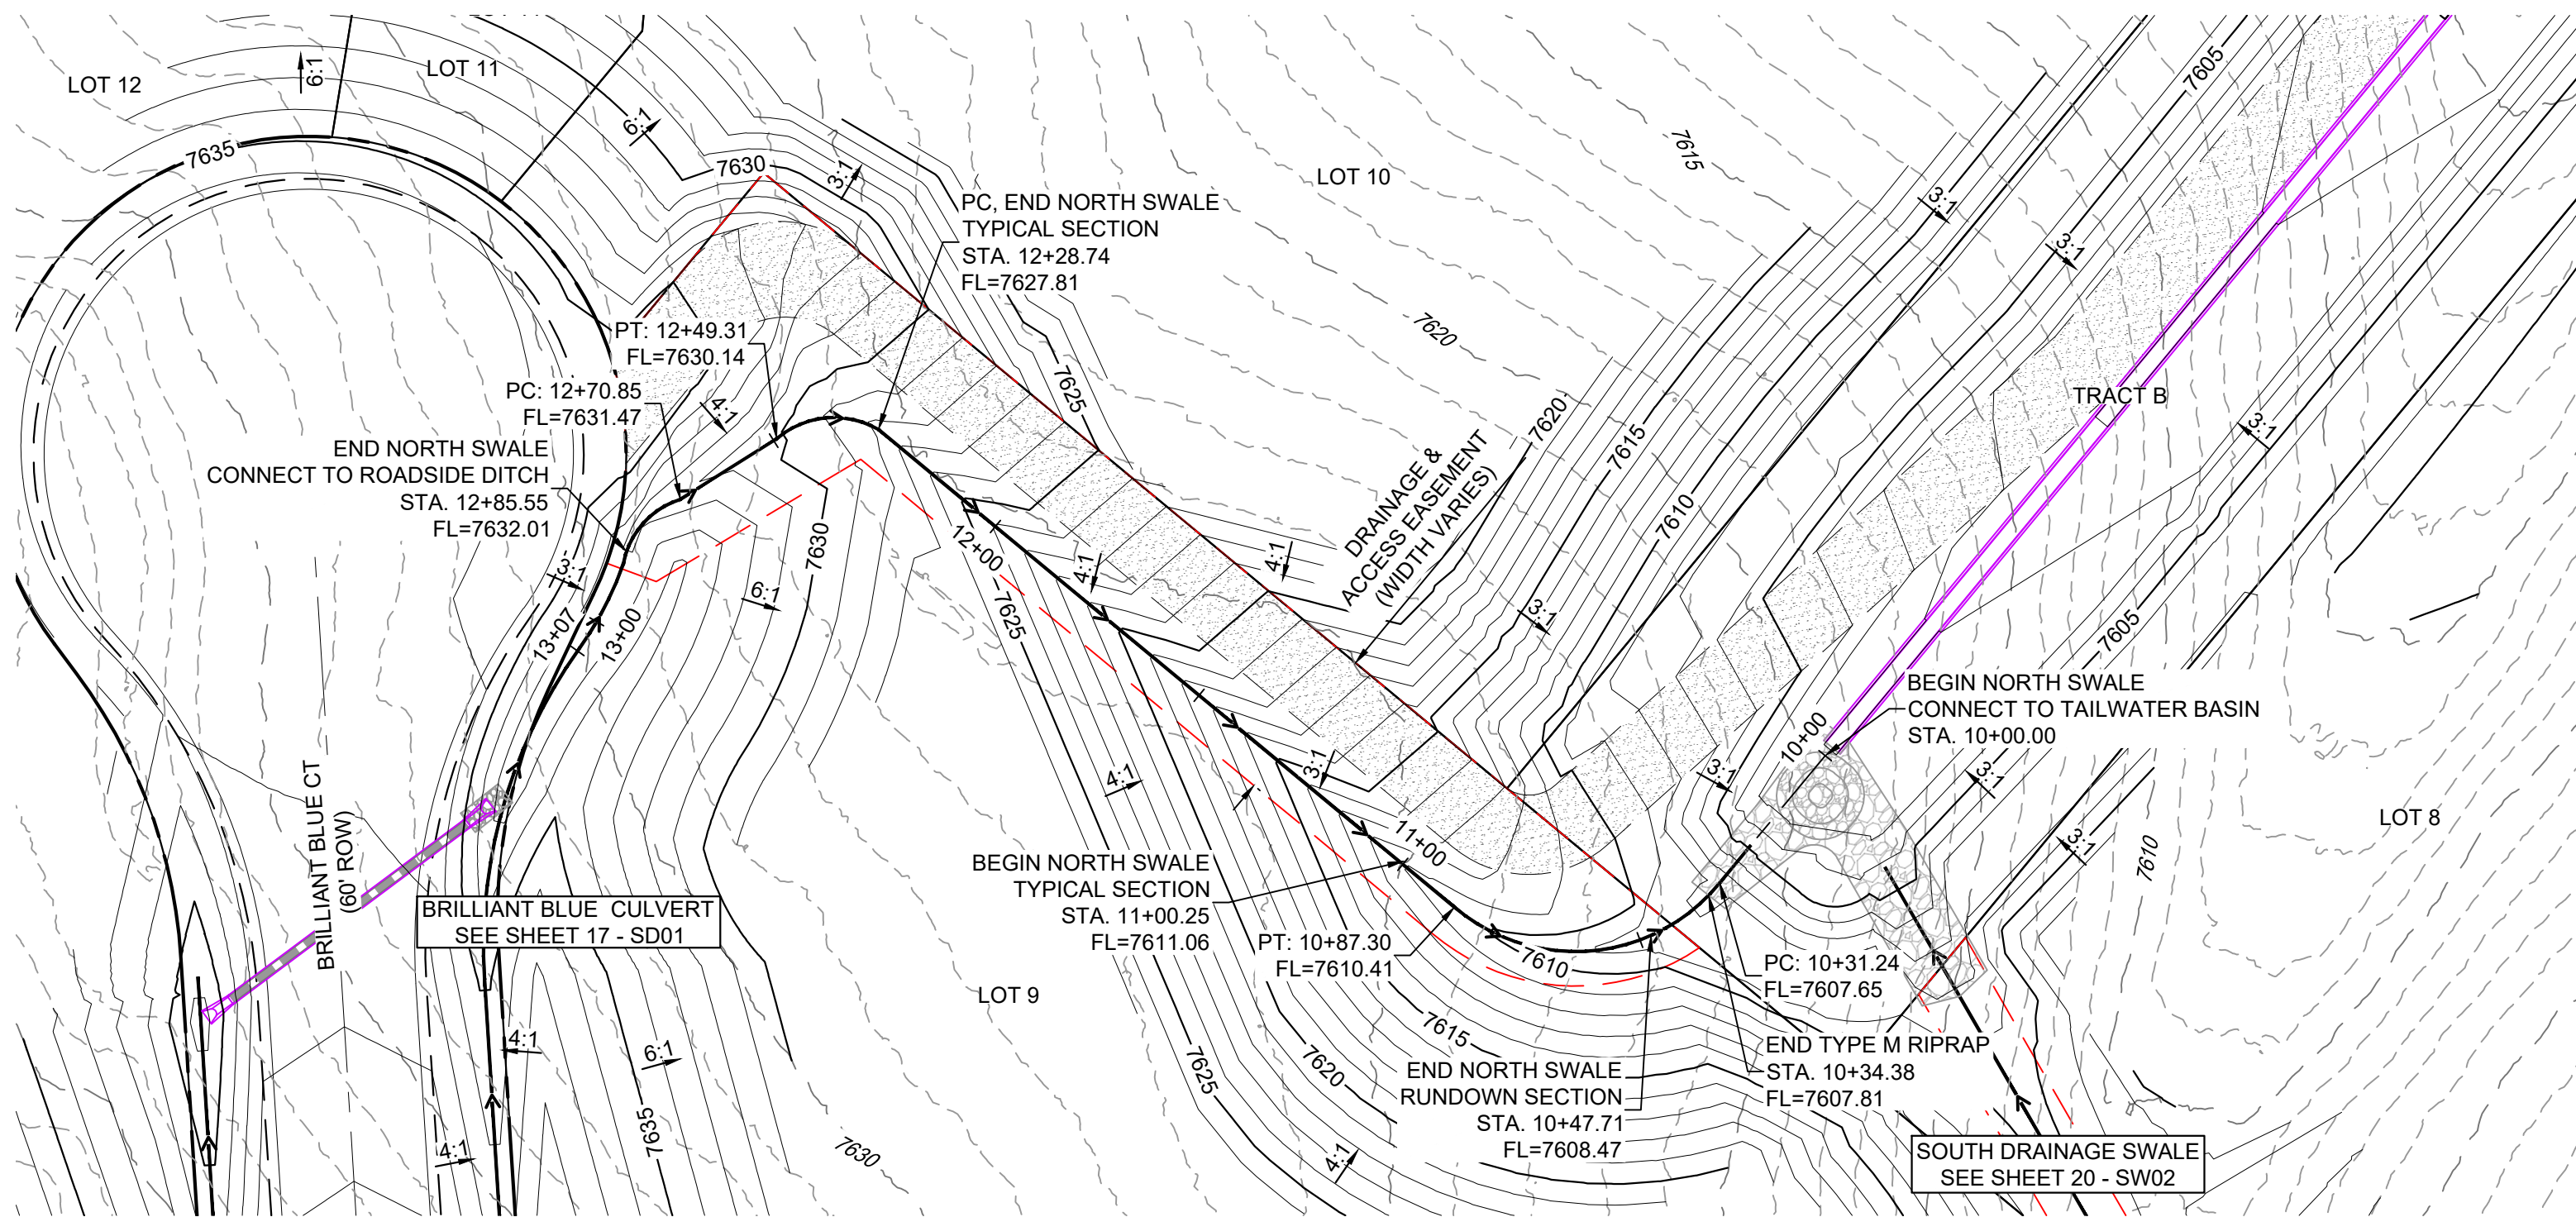 LOT 12
6:1
LOT 11
6:1
7635
7630
3:1
LOT 10
7615
3:1
7605
3:1
PC, END NORTH SWALE
TYPICAL SECTION
STA. 12+28.74
FL=7627.81
PT: 12+49.31
FL=7630.14
PC: 12+70.85
FL=7631.47
4:1
7625
7620
END NORTH SWALE
CONNECT TO ROADSIDE DITCH
STA. 12+85.55
FL=7632.01
DRAINAGE &
ACCESS EASEMENT
(WIDTH VARIES)
7620
7615
7610
TRACT B
3:1
3:1
13+07
13+00
6:1
7630
12+00
7625
4:1
4:1
3:1
7605
BEGIN NORTH SWALE
CONNECT TO TAILWATER BASIN
STA. 10+00.00
10+00
3:1
3:1
3:1
LOT 8
7610
BRILLIANT BLUE CT
(60' ROW)
4:1
3:1
11+00
BRILLIANT BLUE CULVERT
SEE SHEET 17 - SD01
BEGIN NORTH SWALE
TYPICAL SECTION
STA. 11+00.25
FL=7611.06
PT: 10+87.30
FL=7610.41
7610
PC: 10+31.24
FL=7607.65
LOT 9
4:1
6:1
7635
4:1
7630
7625
7620
7615
4:1
END NORTH SWALE
RUNDOWN SECTION
STA. 10+47.71
FL=7608.47
END TYPE M RIPRAP
STA. 10+34.38
FL=7607.81
SOUTH DRAINAGE SWALE
SEE SHEET 20 - SW02